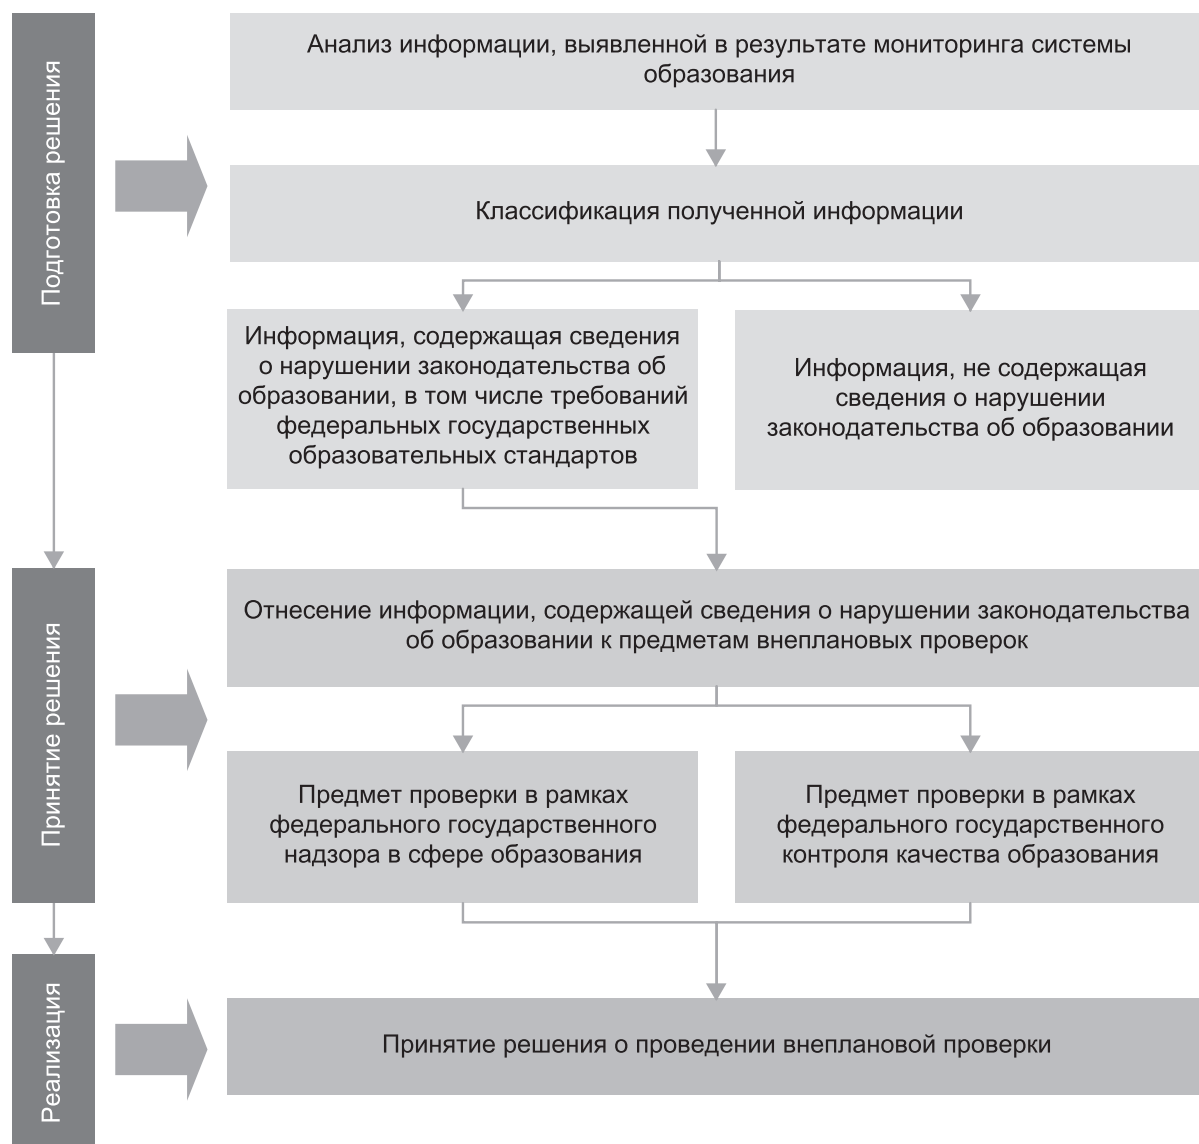 Подготовка решения
Анализ информации, выявленной в результате мониторинга системы
образования
Классификация полученной информации
Информация, содержащая сведения
о нарушении законодательства об
образовании, в том числе требований
федеральных государственных
образовательных стандартов
Информация, не содержащая
сведения о нарушении
законодательства об образовании
Принятие решения
Отнесение информации, содержащей сведения о нарушении законодательства
об образовании к предметам внеплановых проверок
Предмет проверки в рамках
федерального государственного
надзора в сфере образования
Предмет проверки в рамках
федерального государственного
контроля качества образования
Реализация
Принятие решения о проведении внеплановой проверки